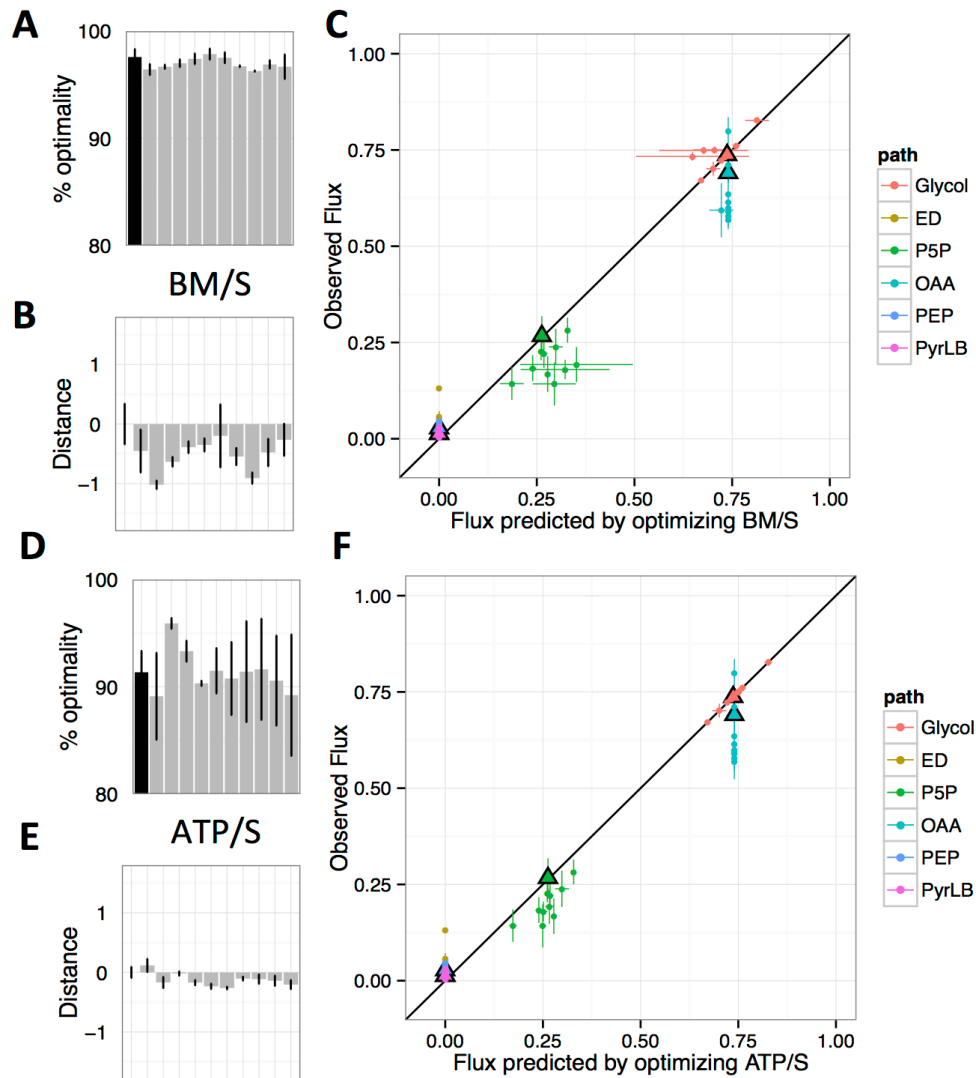 A
100
90
80
% optimality
BM/S
B
1
0
−1
Distance
C
1.00
0.75
0.50
0.25
0.00
Observed Flux
0.00 0.25 0.50 0.75 1.00
Flux predicted by optimizing BM/S
path
Glycol
ED
P5P
OAA
PEP
PyrLB
D
100
90
80
% optimality
ATP/S
E
1
0
−1
Distance
F
1.00
0.75
0.50
0.25
0.00
Observed Flux
0.00 0.25 0.50 0.75 1.00
Flux predicted by optimizing ATP/S
path
Glycol
ED
P5P
OAA
PEP
PyrLB